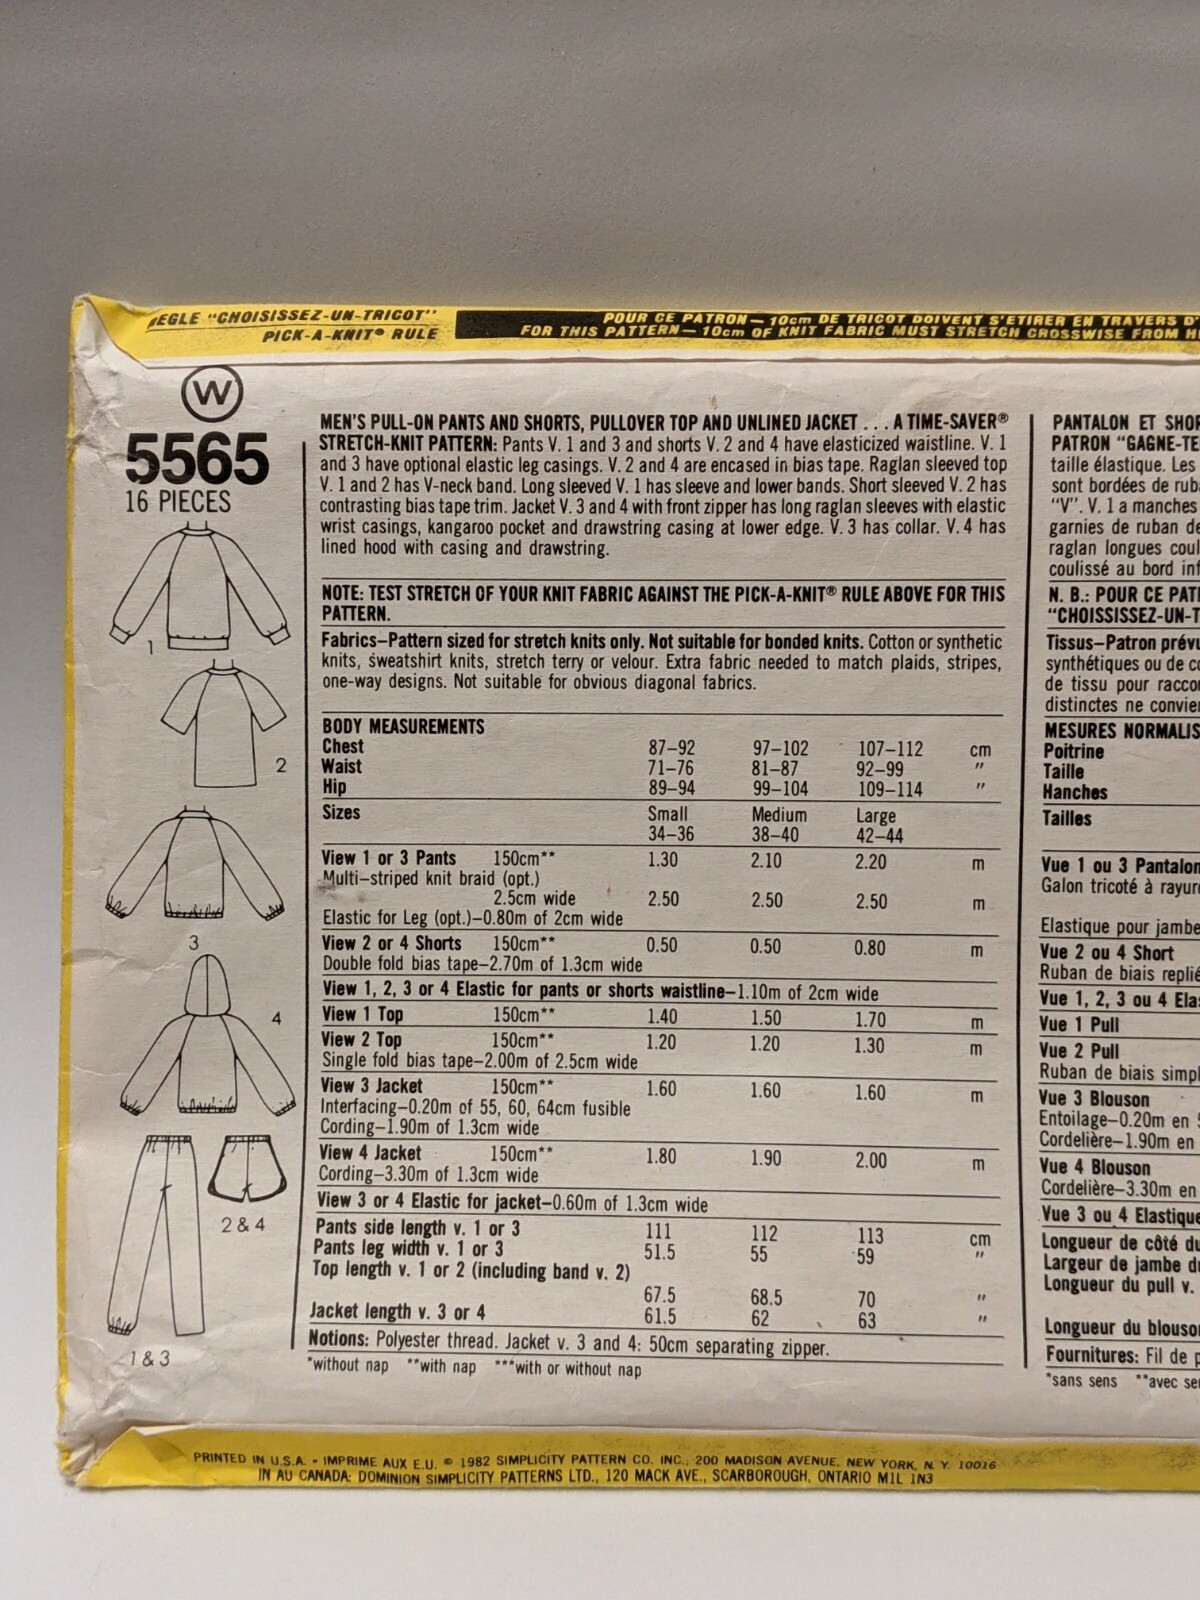 REGLE "CHOISISSEZ-UN-TRICOT"
PICK-A-KNIT® RULE
POUR CE PATRON — 10cm DE TRICOT DOIVENT S'ETIRER EN TRAVERS
FOR THIS PATTERN — 10cm OF KNIT FABRIC MUST STRETCH CROSSWISE FROM
W
5565
16 PIECES
1
2
3
4
2 & 4
1 & 3
MEN'S PULL-ON PANTS AND SHORTS, PULLOVER TOP AND UNLINED JACKET . . . A TIME-SAVER®
STRETCH-KNIT PATTERN: Pants V. 1 and 3 and shorts V. 2 and 4 have elasticized waistline. V. 1
and 3 have optional elastic leg casings. V. 2 and 4 are encased in bias tape. Raglan sleeved top
V. 1 and 2 has V-neck band. Long sleeved V. 1 has sleeve and lower bands. Short sleeved V. 2 has
contrasting bias tape trim. Jacket V. 3 and 4 with front zipper has long raglan sleeves with elastic
wrist casings, kangaroo pocket and drawstring casing at lower edge. V. 3 has collar. V. 4 has
lined hood with casing and drawstring.
NOTE: TEST STRETCH OF YOUR KNIT FABRIC AGAINST THE PICK-A-KNIT® RULE ABOVE FOR THIS
PATTERN.
Fabrics–Pattern sized for stretch knits only. Not suitable for bonded knits. Cotton or synthetic
knits, sweatshirt knits, stretch terry or velour. Extra fabric needed to match plaids, stripes,
one-way designs. Not suitable for obvious diagonal fabrics.
BODY MEASUREMENTS
Chest 87–92 97–102 107–112 cm
Waist 71–76 81–87 92–99 "
Hip 89–94 99–104 109–114 "
Sizes Small Medium Large
34–36 38–40 42–44
View 1 or 3 Pants 150cm** 1.30 2.10 2.20 m
Multi–striped knit braid (opt.)
2.5cm wide 2.50 2.50 2.50 m
Elastic for Leg (opt.)–0.80m of 2cm wide
View 2 or 4 Shorts 150cm** 0.50 0.50 0.80 m
Double fold bias tape–2.70m of 1.3cm wide
View 1, 2, 3 or 4 Elastic for pants or shorts waistline–1.10m of 2cm wide
View 1 Top 150cm** 1.40 1.50 1.70 m
View 2 Top 150cm** 1.20 1.20 1.30 m
Single fold bias tape–2.00m of 2.5cm wide
View 3 Jacket 150cm** 1.60 1.60 1.60 m
Interfacing–0.20m of 55, 60, 64cm fusible
Cording–1.90m of 1.3cm wide
View 4 Jacket 150cm** 1.80 1.90 2.00 m
Cording–3.30m of 1.3cm wide
View 3 or 4 Elastic for jacket–0.60m of 1.3cm wide
Pants side length v. 1 or 3 111 112 113 cm
Pants leg width v. 1 or 3 51.5 55 59 "
Top length v. 1 or 2 (including band v. 2)
67.5 68.5 70 "
Jacket length v. 3 or 4 61.5 62 63 "
Notions: Polyester thread. Jacket v. 3 and 4: 50cm separating zipper.
*without nap **with nap ***with or without nap
PANTALON ET
PATRON
taille élastique. Les
sont bordées de
"V". V. 1 a manches
garnies de ruban
raglan longues
coulissé au bord
N. B.: POUR CE
Tissus–Patron
synthétiques ou de
de tissu pour
distinctes ne
MESURES
Poitrine
Taille
Hanches
Tailles
Vue 1 ou 3 Pantalon
Galon tricoté à
Elastique pour jambe
Vue 2 ou 4 Short
Ruban de biais
Vue 1, 2, 3 ou 4
Vue 1 Pull
Vue 2 Pull
Ruban de biais
Vue 3 Blouson
Entoilage–0.20m en
Cordelière–1.90m en
Vue 4 Blouson
Cordelière–3.30m en
Vue 3 ou 4 Elastique
Longueur de côté
Largeur de jambe
Longueur du pull v.
Longueur du
Fournitures: Fil de
*sans sens **avec
PRINTED IN U.S.A. • IMPRIME AUX E.U. © 1982 SIMPLICITY PATTERN CO. INC., 200 MADISON AVENUE, NEW YORK, N. Y. 10016
IN AU CANADA: DOMINION SIMPLICITY PATTERNS LTD., 120 MACK AVE., SCARBOROUGH, ONTARIO M1L 1N3